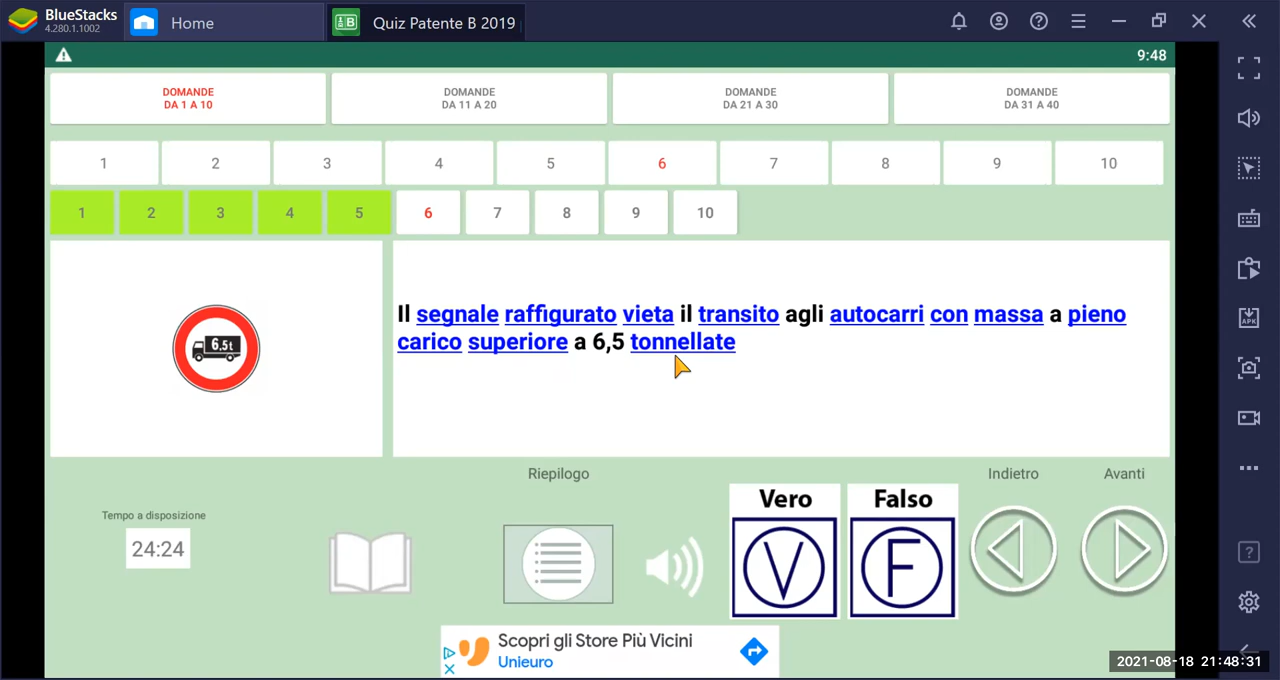 BlueStacks
4.280.1.1002
Home
B
Quiz Patente B 2019
9:48
DOMANDE
DA 1 A 10
DOMANDE
DA 11 A 20
DOMANDE
DA 21 A 30
DOMANDE
DA 31 A 40
1 2 3 4 5 6 7 8 9 10
1 2 3 4 5 6 7 8 9 10
6,5t
Il segnale raffigurato vieta il transito agli autocarri con massa a pieno
carico superiore a 6,5 tonnellate
Riepilogo
Indietro
Avanti
Tempo a disposizione
24:24
Vero
Falso
V
F
Scopri gli Store Più Vicini
Unieuro
APK
2021-08-18 21:48:31